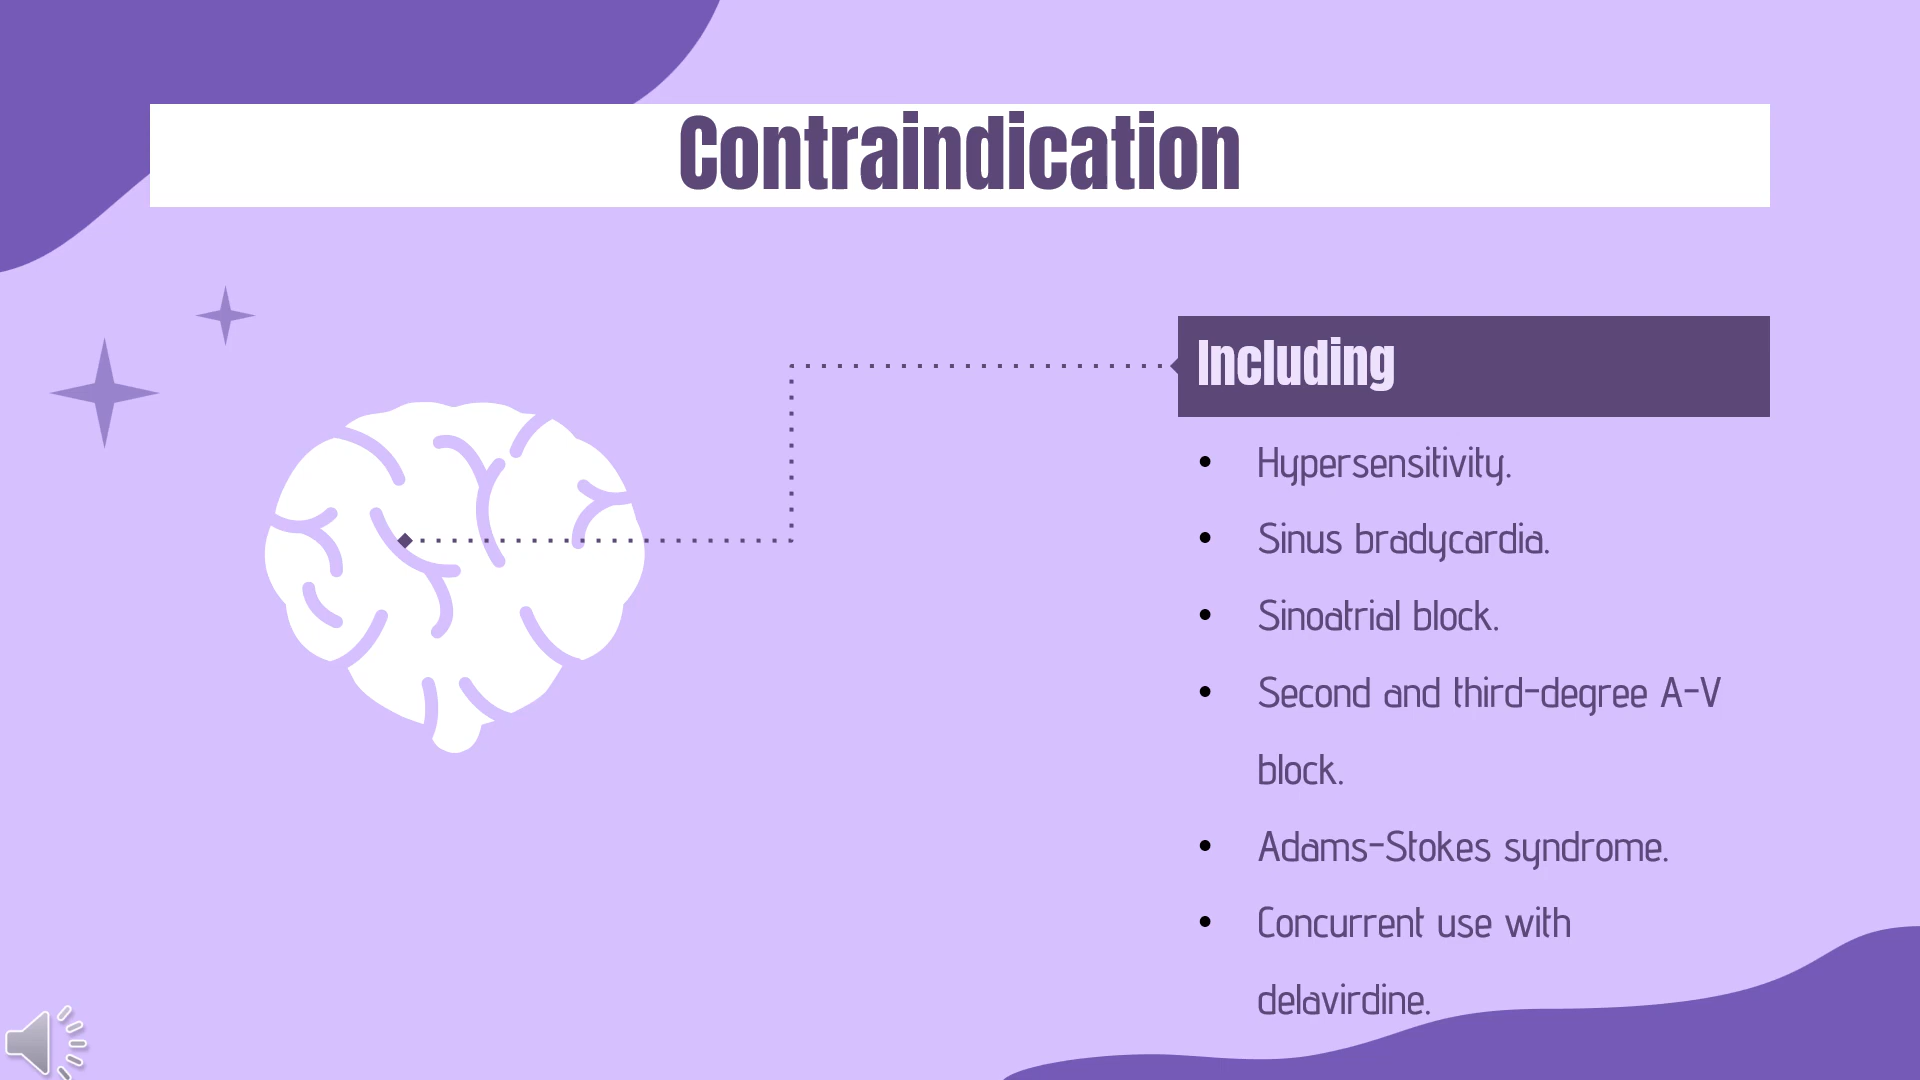 Contraindication
Including
• Hypersensitivity.
• Sinus bradycardia.
• Sinoatrial block.
• Second and third-degree A-V
block.
• Adams-Stokes syndrome.
• Concurrent use with
delavirdine.